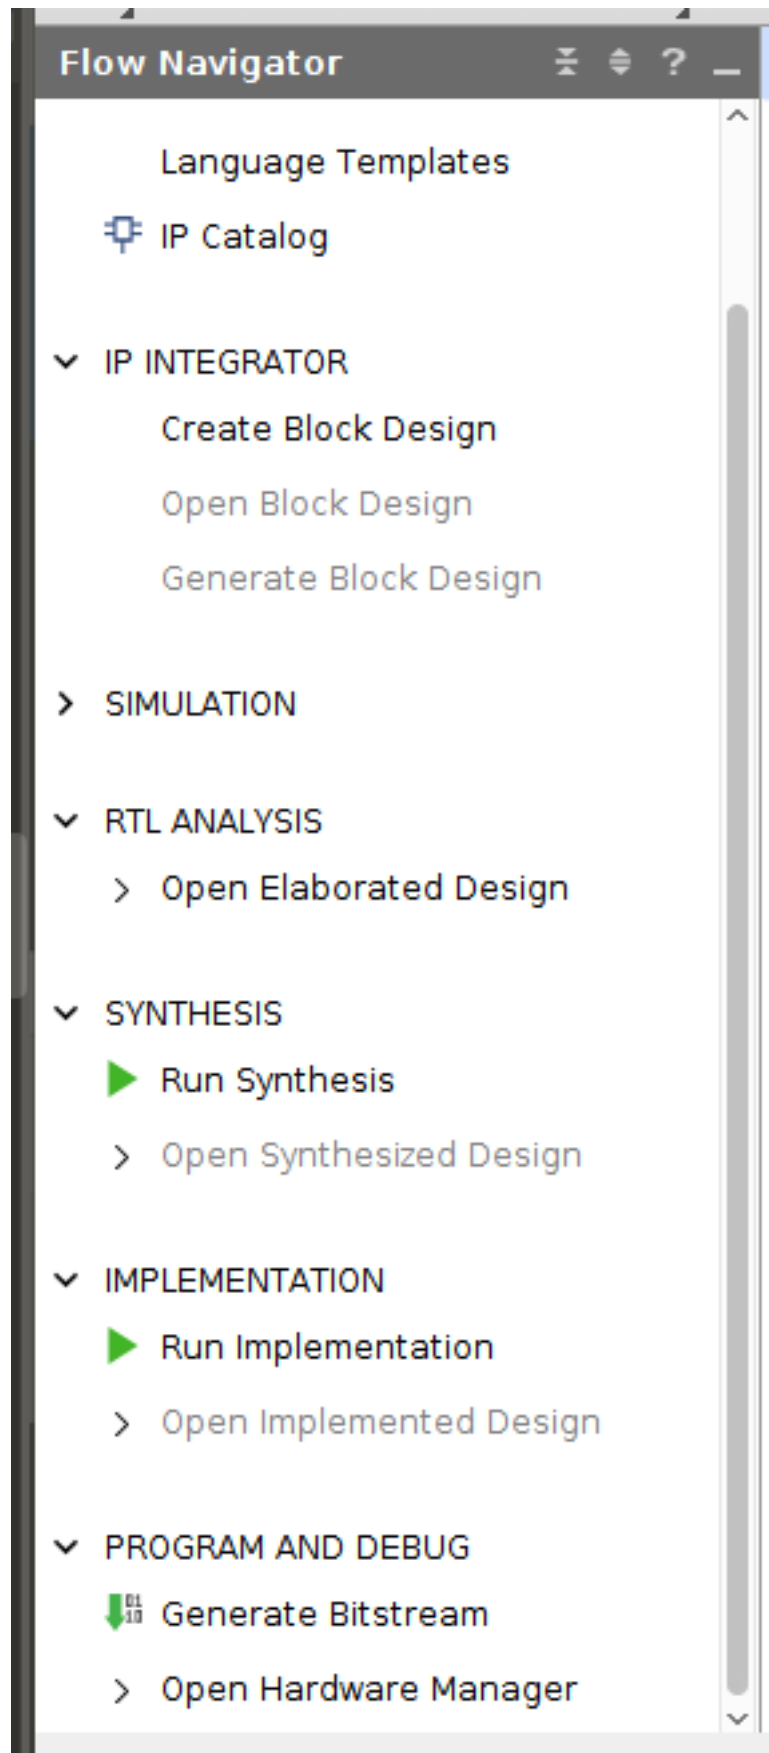 Flow Navigator ?
Language Templates
IP Catalog
IP INTEGRATOR
Create Block Design
Open Block Design
Generate Block Design
SIMULATION
RTL ANALYSIS
Open Elaborated Design
SYNTHESIS
Run Synthesis
Open Synthesized Design
IMPLEMENTATION
Run Implementation
Open Implemented Design
PROGRAM AND DEBUG
Generate Bitstream
Open Hardware Manager